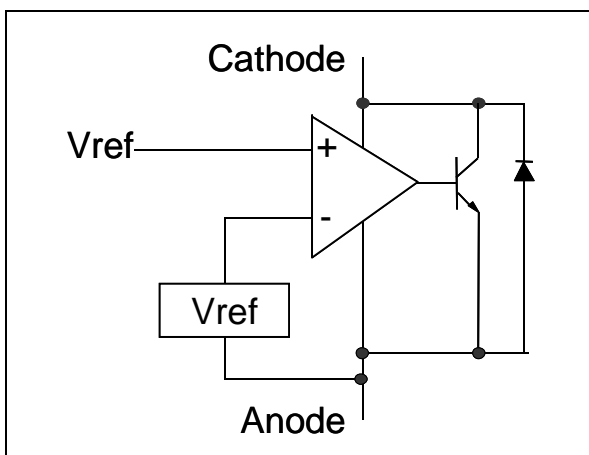 Cathode
Vref
+
-
Vref
Anode